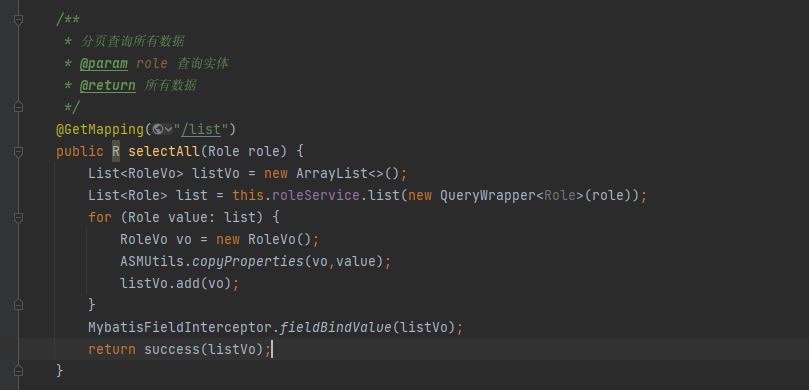 /**
* 分页查询所有数据
* @param role 查询实体
* @return 所有数据
*/
@GetMapping("/list")
public R selectAll(Role role) {
List<RoleVo> listVo = new ArrayList<>();
List<Role> list = this.roleService.list(new QueryWrapper<Role>(role));
for (Role value: list) {
RoleVo vo = new RoleVo();
ASMUtils.copyProperties(vo,value);
listVo.add(vo);
}
MybatisFieldInterceptor.fieldBindValue(listVo);
return success(listVo);
}